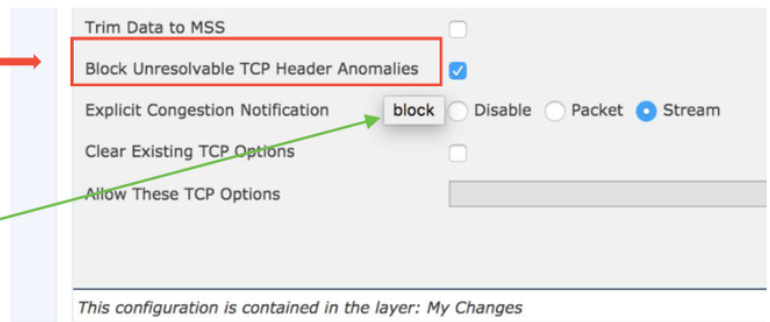 Trim Data to MSS
Block Unresolvable TCP Header Anomalies
Explicit Congestion Notification block Disable Packet Stream
Clear Existing TCP Options
Allow These TCP Options
This configuration is contained in the layer: My Changes